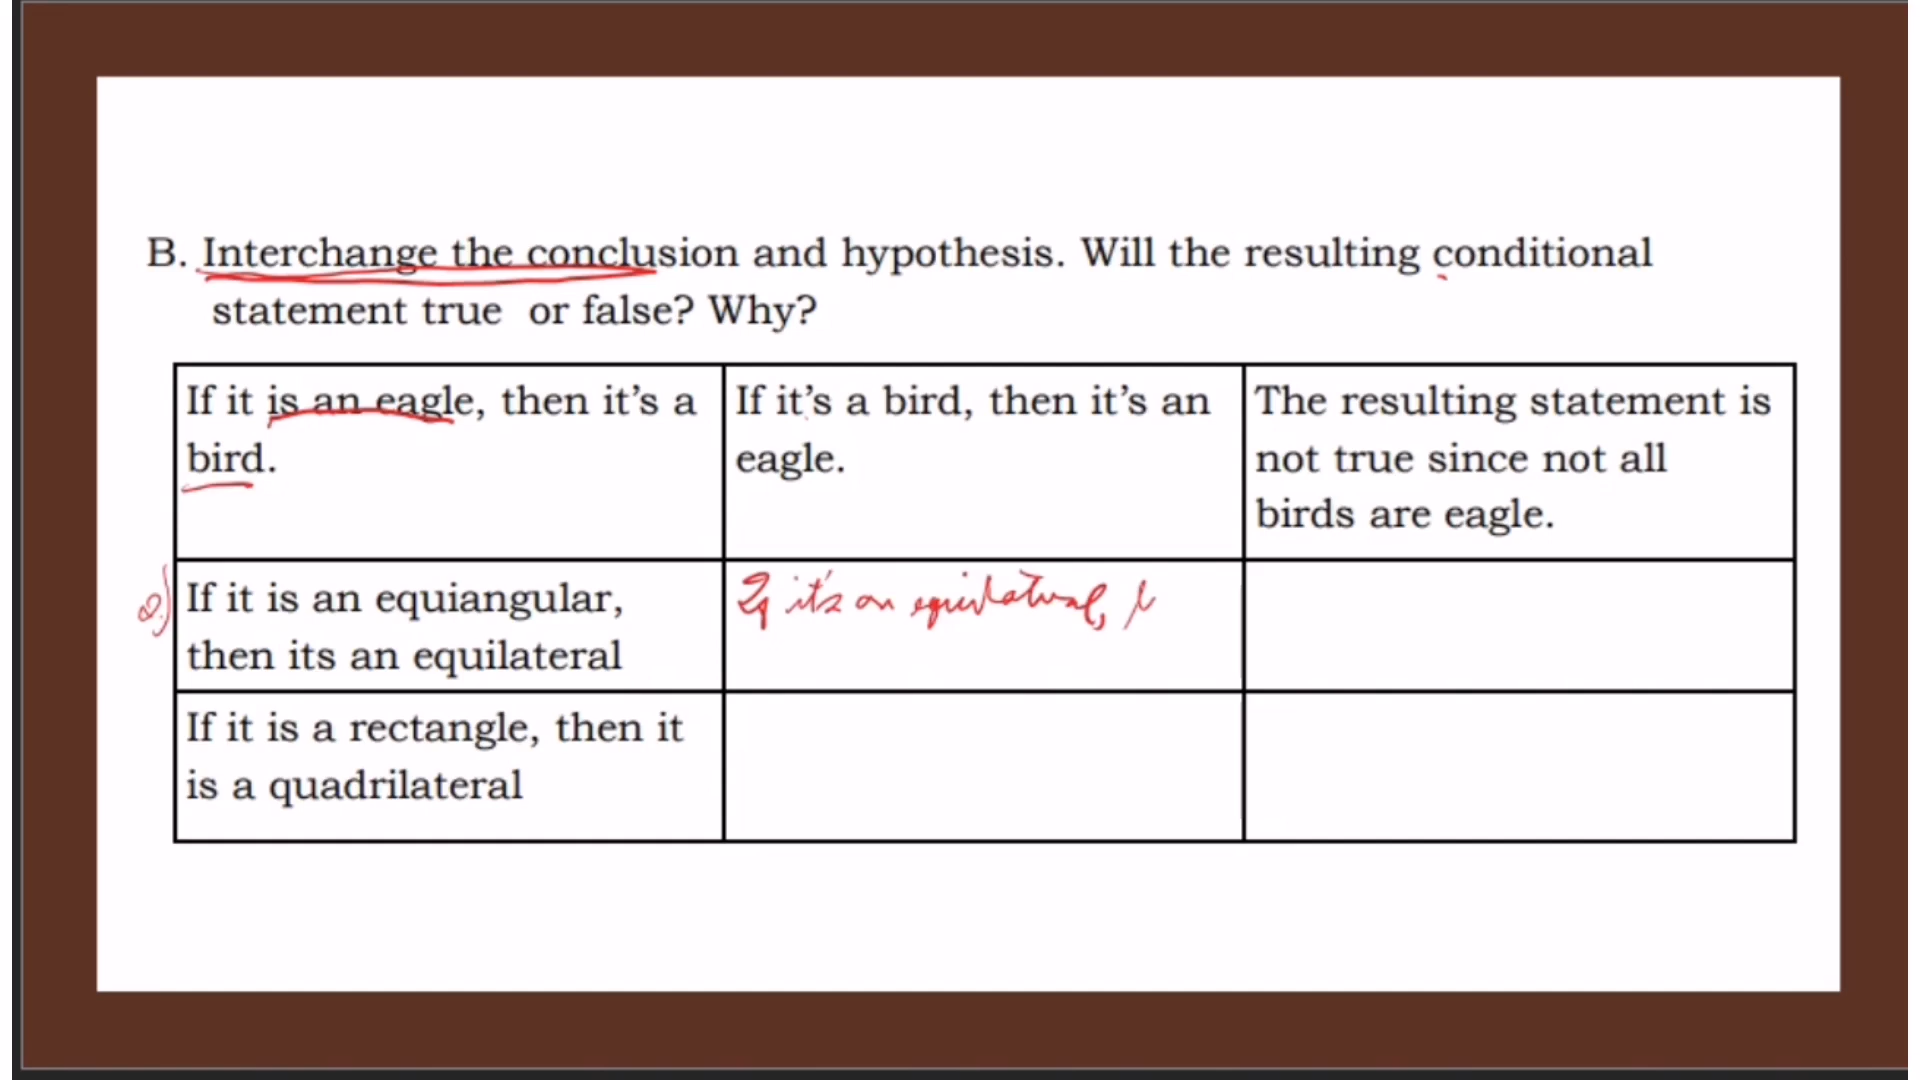 B. Interchange the conclusion and hypothesis. Will the resulting conditional
statement true or false? Why?
If it is an eagle, then it's a
bird.
If it's a bird, then it's an
eagle.
The resulting statement is
not true since not all
birds are eagle.
2.)
If it is an equiangular,
then its an equilateral
If it's an equilateral,
If it is a rectangle, then it
is a quadrilateral